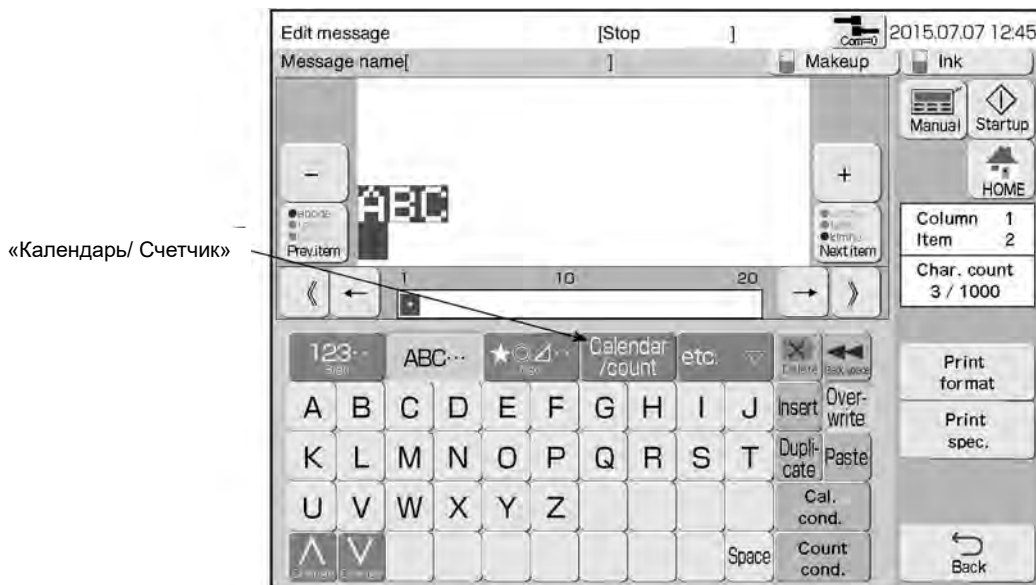 Edit message [Stop ] Com=0 2015.07.07 12:45
Message name[ ] Makeup Ink
Manual Startup
HOME
− +
ABC
Prev.item Next item
Column 1
Item 2
Char. count
3 / 1000
«Календарь/ Счетчик»
1 10 20
《 ← → 》
123·· ABC··· ★◎⊿·· Calendar /count etc. ▽ Delete Back space
A B C D E F G H I J Insert Over-write
K L M N O P Q R S T Dupli-cate Paste
U V W X Y Z Cal. cond.
Space Count cond.
Print
format
Print
spec.
Back